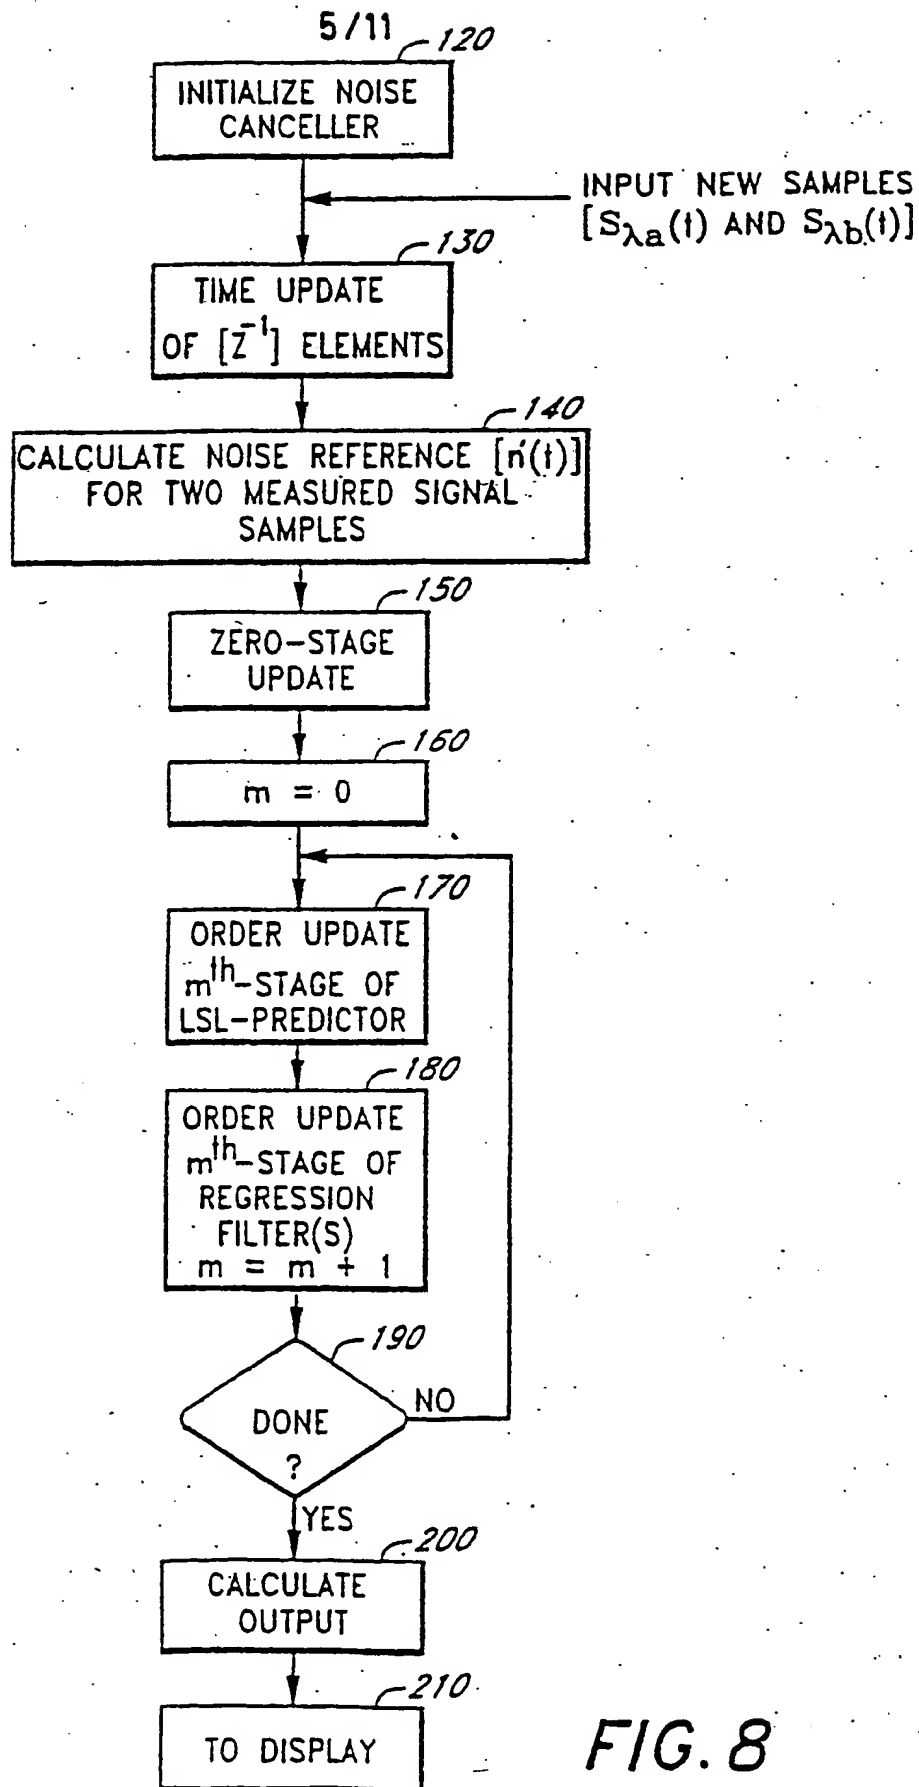 5/11
120
INITIALIZE NOISE
CANCELLER
INPUT NEW SAMPLES
[Sλa(t) AND Sλb(t)]
130
TIME UPDATE
OF [Z⁻¹] ELEMENTS
140
CALCULATE NOISE REFERENCE [n'(t)]
FOR TWO MEASURED SIGNAL
SAMPLES
150
ZERO-STAGE
UPDATE
160
m = 0
170
ORDER UPDATE
mth-STAGE OF
LSL-PREDICTOR
180
ORDER UPDATE
mth-STAGE OF
REGRESSION
FILTER(S)
m = m + 1
190
DONE
?
NO
YES
200
CALCULATE
OUTPUT
210
TO DISPLAY
FIG. 8